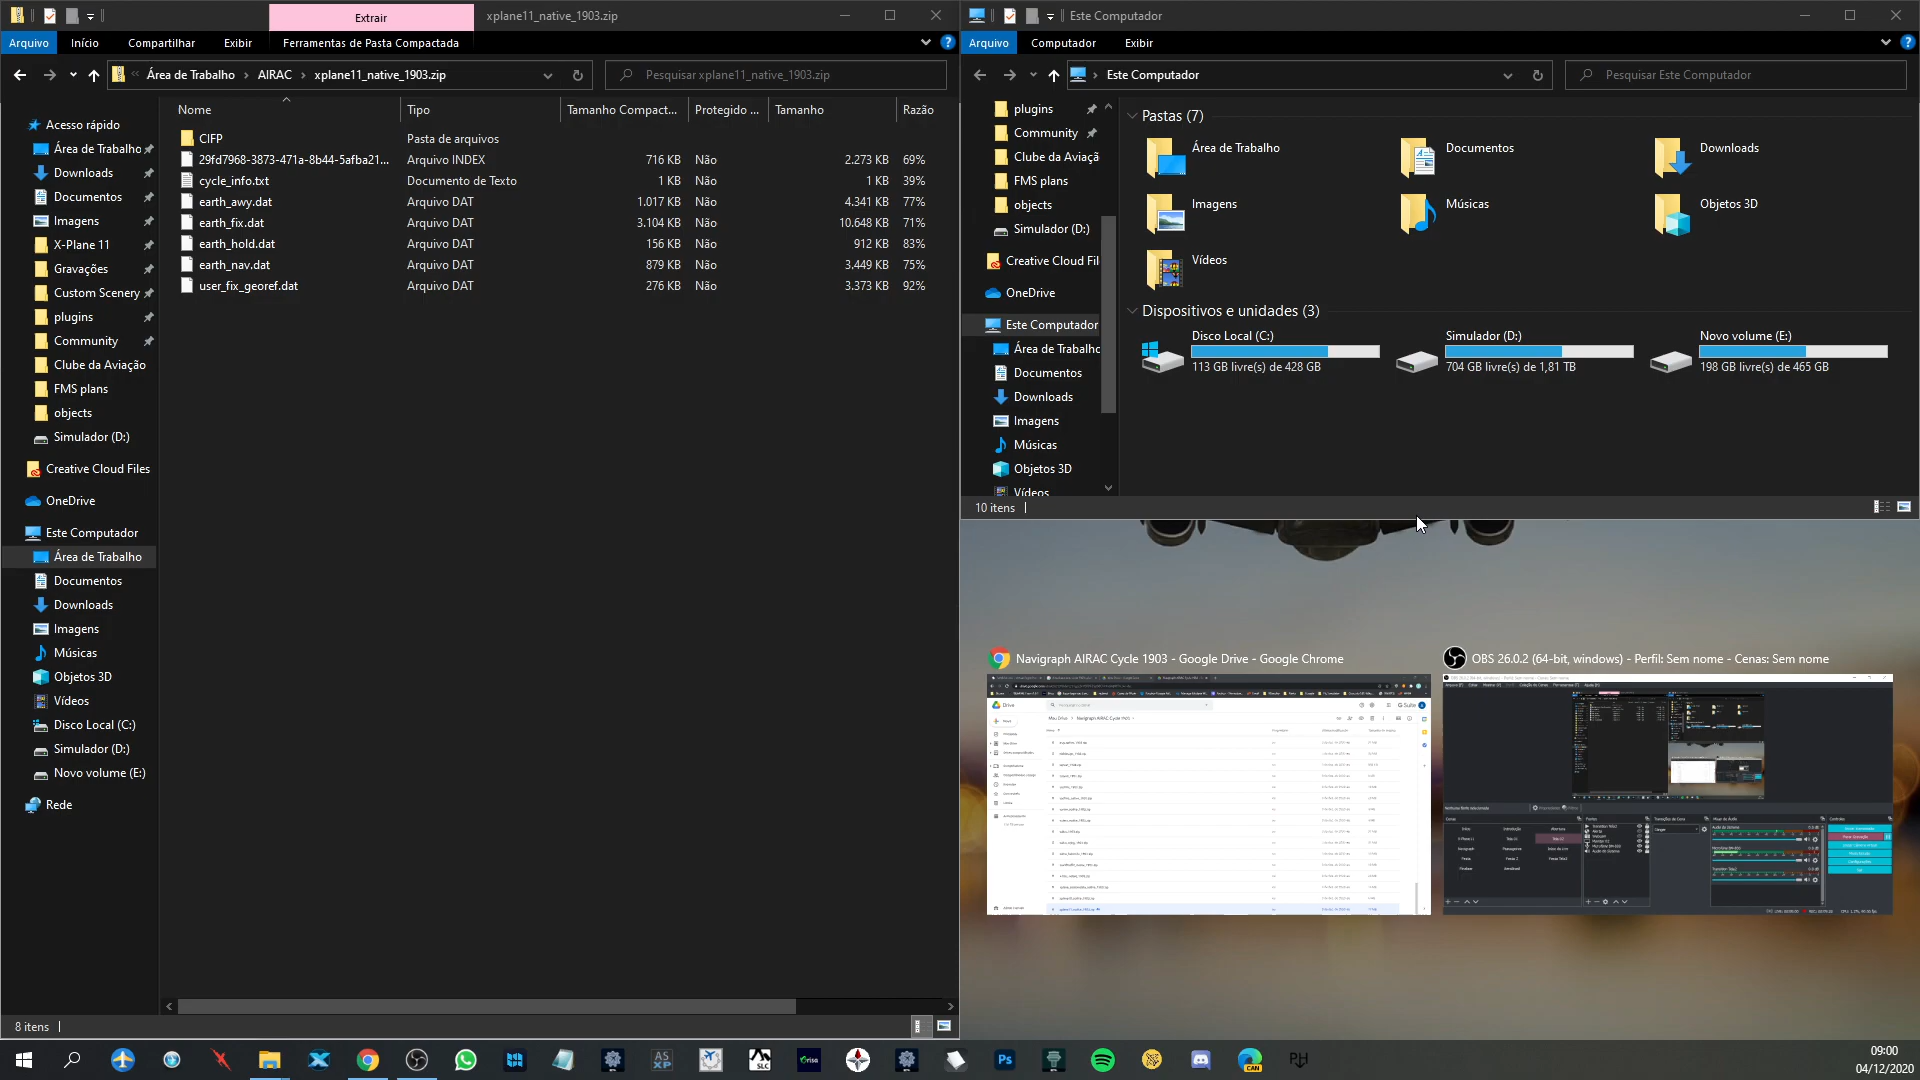 Extrair
xplane11_native_1903.zip
Arquivo
Início
Compartilhar
Exibir
Ferramentas de Pasta Compactada
Área de Trabalho
AIRAC
xplane11_native_1903.zip
Pesquisar xplane11_native_1903.zip
Acesso rápido
Área de Trabalho
Downloads
Documentos
Imagens
X-Plane 11
Gravações
Custom Scenery
plugins
Community
Clube da Aviação
FMS plans
objects
Simulador (D:)
Creative Cloud Files
OneDrive
Este Computador
Área de Trabalho
Documentos
Downloads
Imagens
Músicas
Objetos 3D
Vídeos
Disco Local (C:)
Simulador (D:)
Novo volume (E:)
Rede
Nome Tipo Tamanho Compact... Protegido ... Tamanho Razão
CIFP Pasta de arquivos
29fd7968-3873-471a-8b44-5afba21... Arquivo INDEX 716 KB Não 2.273 KB 69%
cycle_info.txt Documento de Texto 1 KB Não 1 KB 39%
earth_awy.dat Arquivo DAT 1.017 KB Não 4.341 KB 77%
earth_fix.dat Arquivo DAT 3.104 KB Não 10.648 KB 71%
earth_hold.dat Arquivo DAT 156 KB Não 912 KB 83%
earth_nav.dat Arquivo DAT 879 KB Não 3.449 KB 75%
user_fix_georef.dat Arquivo DAT 276 KB Não 3.373 KB 92%
8 itens
Este Computador
Arquivo
Computador
Exibir
Este Computador
Pesquisar Este Computador
plugins
Community
Clube da Aviaçã
FMS plans
objects
Simulador (D:)
Creative Cloud Fil
OneDrive
Este Computador
Área de Trabalho
Documentos
Downloads
Imagens
Músicas
Objetos 3D
Vídeos
Pastas (7)
Área de Trabalho
Documentos
Downloads
Imagens
Músicas
Objetos 3D
Vídeos
Dispositivos e unidades (3)
Disco Local (C:)
113 GB livre(s) de 428 GB
Simulador (D:)
704 GB livre(s) de 1,81 TB
Novo volume (E:)
198 GB livre(s) de 465 GB
10 itens
Navigraph AIRAC Cycle 1903 - Google Drive - Google Chrome
OBS 26.0.2 (64-bit, windows) - Perfil: Sem nome - Cenas: Sem nome
Drive
AS
XP
SLC
Orisa
Ps
CAN
09:00
04/12/2020